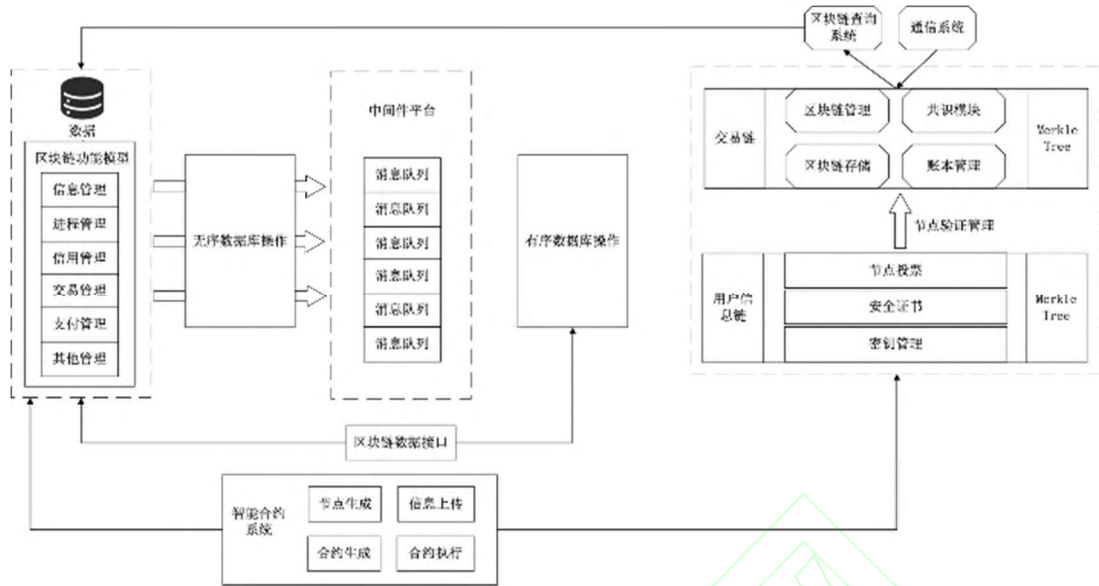 区块链查询
系统
通信系统
数据
区块链功能模型
信息管理
进程管理
信用管理
交易管理
支付管理
其他管理
无序数据库操作
中间件平台
消息队列
消息队列
消息队列
消息队列
消息队列
消息队列
有序数据库操作
交易链
区块链管理
共识模块
区块链存储
账本管理
Merkle
Tree
节点验证管理
用户信
息链
节点投票
安全证书
密钥管理
Merkle
Tree
区块链数据接口
智能合约
系统
节点生成
信息上传
合约生成
合约执行